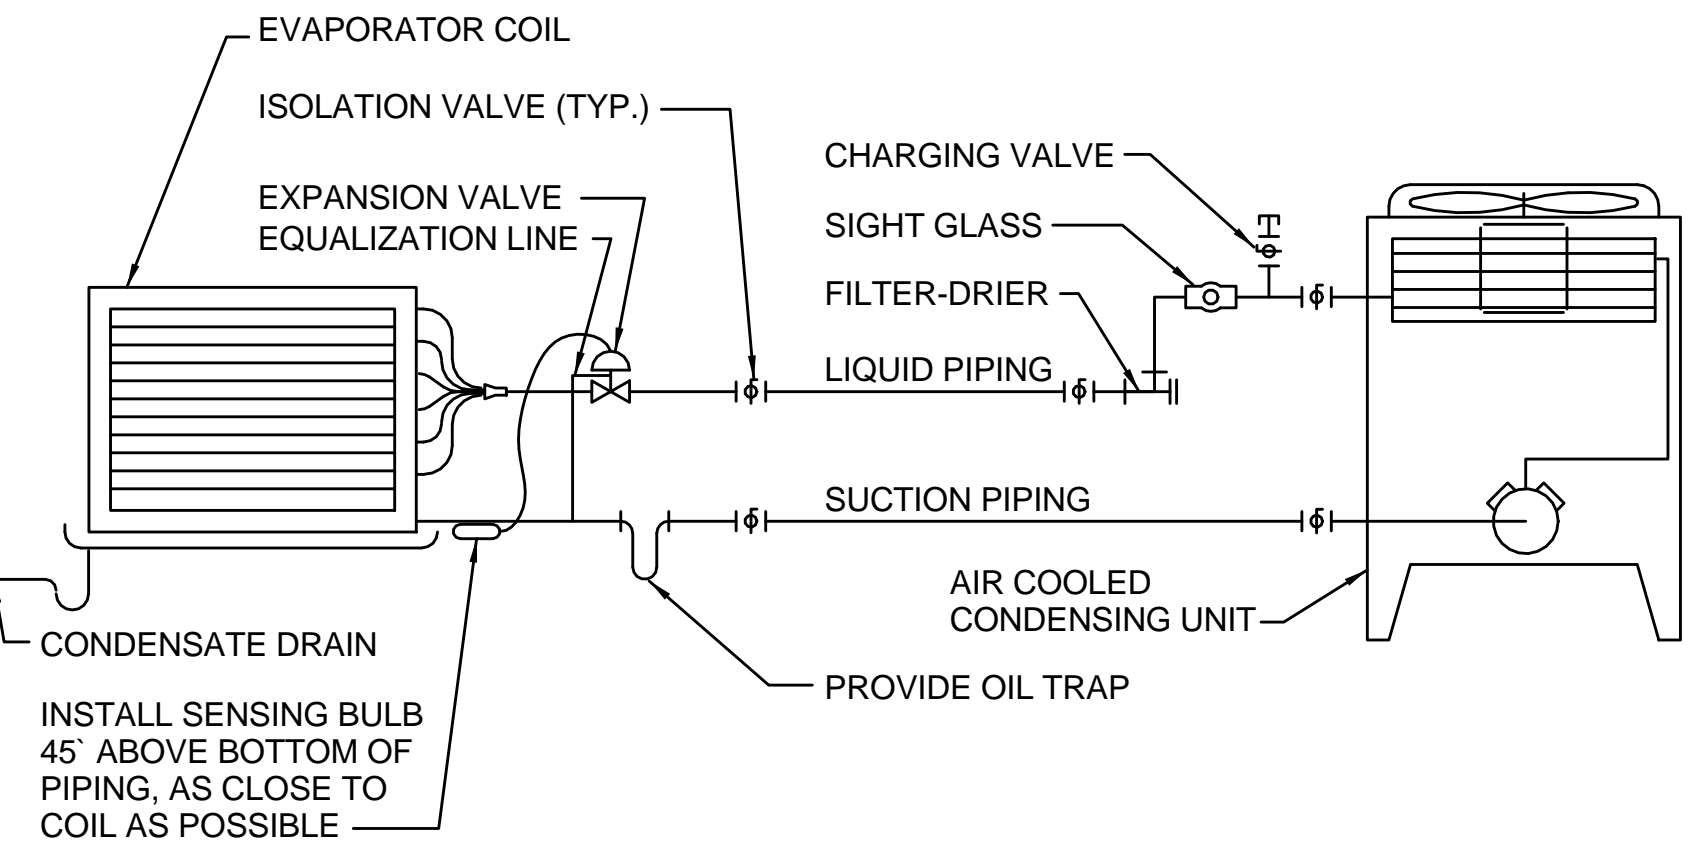 EVAPORATOR COIL
ISOLATION VALVE (TYP.)
EXPANSION VALVE
EQUALIZATION LINE
CHARGING VALVE
SIGHT GLASS
FILTER-DRIER
LIQUID PIPING
SUCTION PIPING
AIR COOLED
CONDENSING UNIT
CONDENSATE DRAIN
PROVIDE OIL TRAP
INSTALL SENSING BULB
45` ABOVE BOTTOM OF
PIPING, AS CLOSE TO
COIL AS POSSIBLE